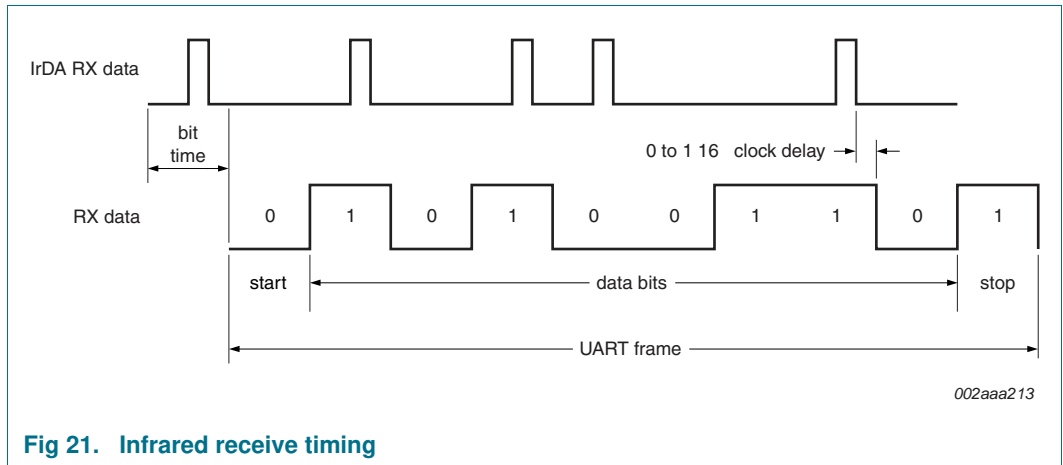 IrDA RX data
bit
time
0 to 1 16 clock delay
RX data
0 1 0 1 0 0 1 1 0 1
start data bits stop
UART frame
002aaa213
Fig 21. Infrared receive timing